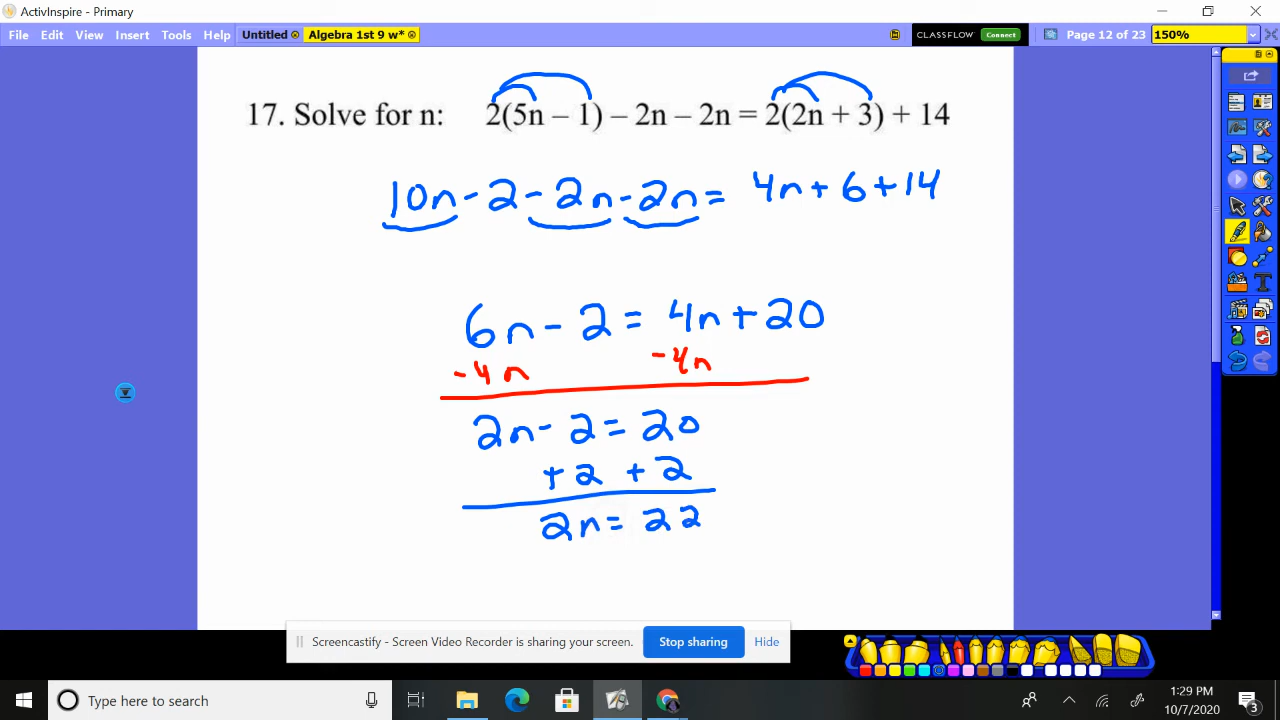 ActivInspire - Primary
File Edit View Insert Tools Help Untitled Algebra 1st 9 w* CLASSFLOW Connect Page 12 of 23 150%
17. Solve for n: 2(5n – 1) – 2n – 2n = 2(2n + 3) + 14
10n - 2 - 2n - 2n = 4n + 6 + 14
6n - 2 = 4n + 20
-4n -4n
2n - 2 = 20
+ 2 + 2
2n = 22
Screencastify - Screen Video Recorder is sharing your screen. Stop sharing Hide
Type here to search
1:29 PM
10/7/2020
3